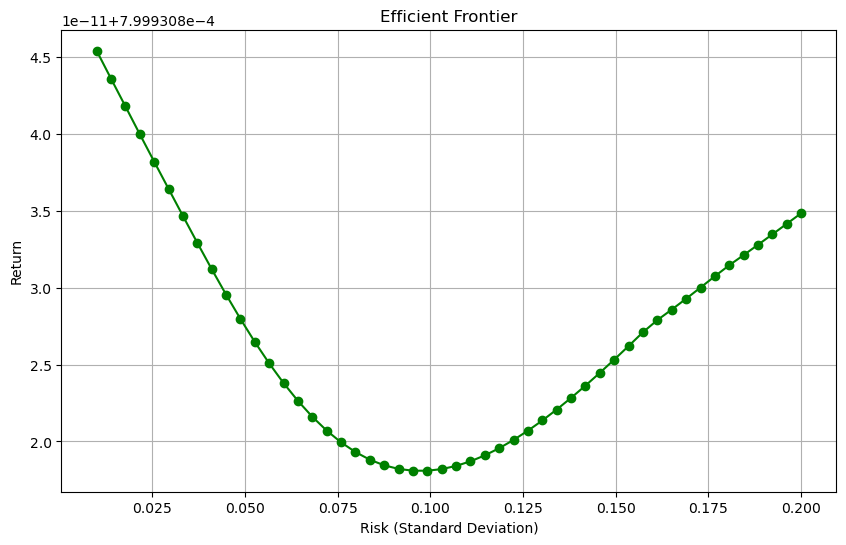 Efficient Frontier
1e−11+7.999308e−4
4.5
4.0
3.5
3.0
2.5
2.0
Return
0.025 0.050 0.075 0.100 0.125 0.150 0.175 0.200
Risk (Standard Deviation)